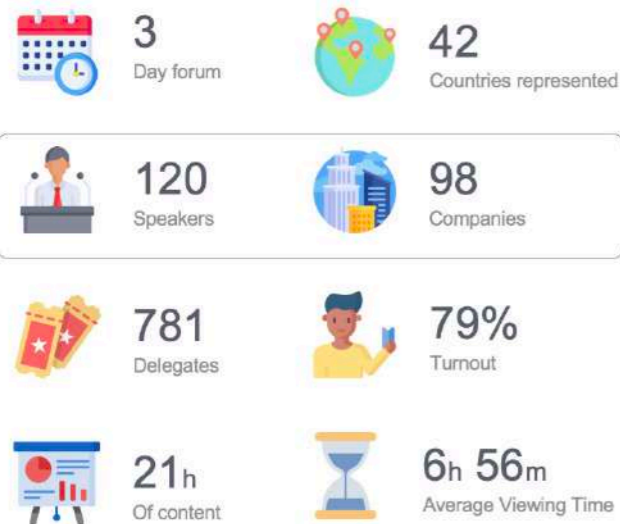 3
Day forum
42
Countries represented
120
Speakers
98
Companies
781
Delegates
79%
Turnout
21h
Of content
6h 56m
Average Viewing Time